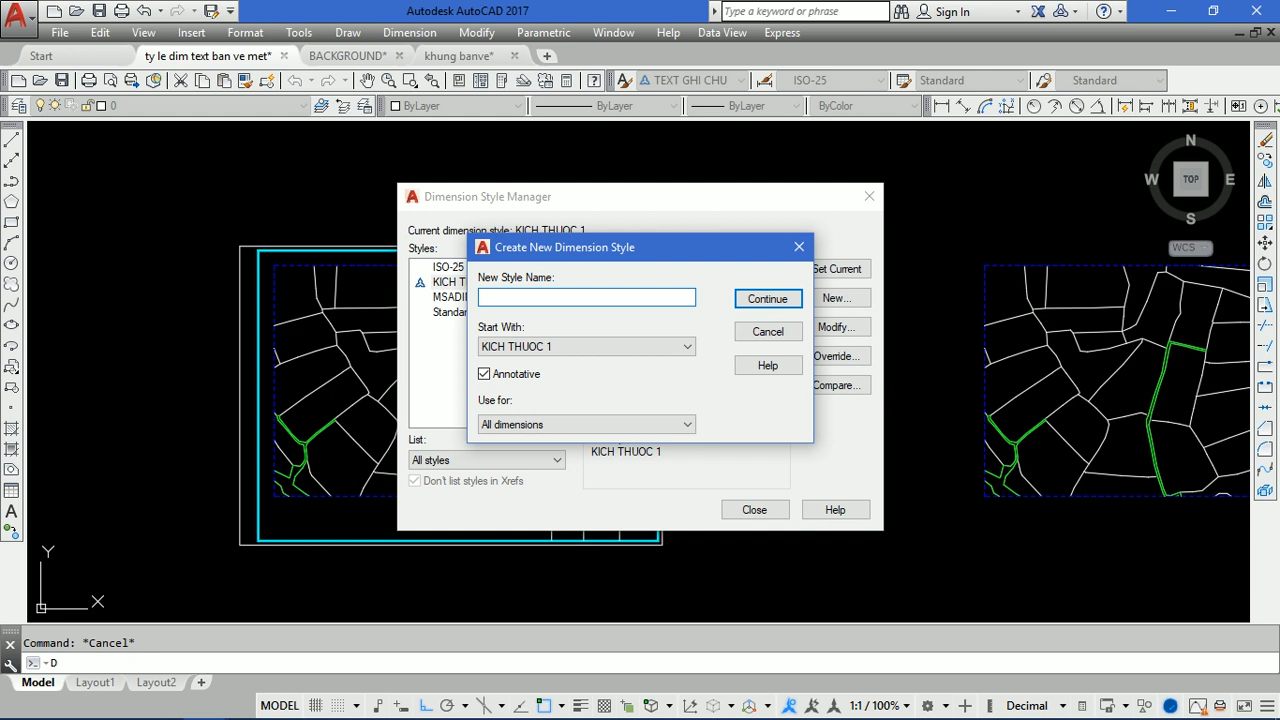 Autodesk AutoCAD 2017
Type a keyword or phrase
Sign In
File Edit View Insert Format Tools Draw Dimension Modify Parametric Window Help Data View Express
Start ty le dim text ban ve met* BACKGROUND* khung banve*
TEXT GHI CHU ISO-25 Standard Standard
0 ByLayer ByLayer ByLayer ByColor
N
W TOP E
S
WCS
Dimension Style Manager
Current dimension style: KICH THUOC 1
Styles:
ISO-25
KICH T
MSADI
Standar
Set Current
New...
Modify...
Override...
Compare...
Create New Dimension Style
New Style Name:
Continue
Start With:
Cancel
KICH THUOC 1
Help
Annotative
Use for:
All dimensions
List:
KICH THUOC 1
All styles
Don't list styles in Xrefs
Close Help
Y
X
Command: *Cancel*
D
Model Layout1 Layout2
MODEL 1:1 / 100% Decimal